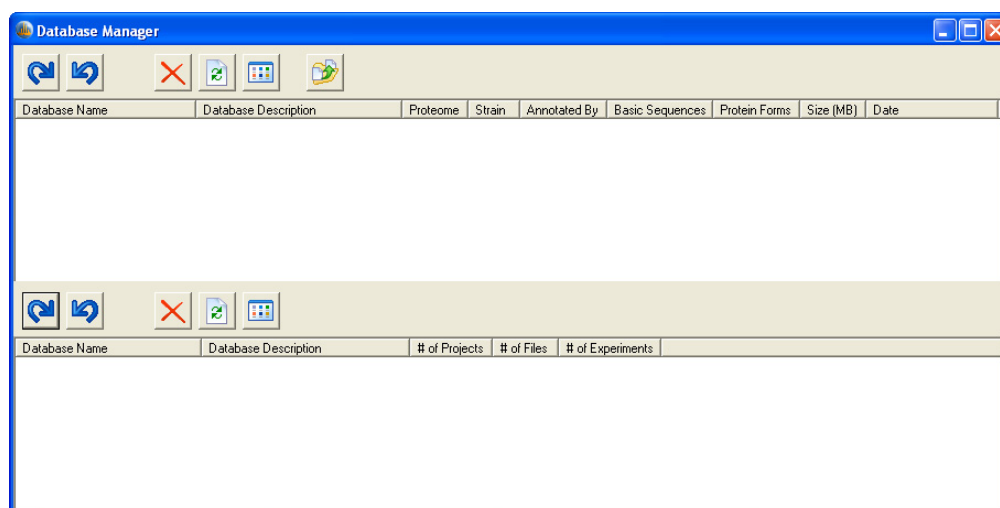 Database Manager
Database Name Database Description Proteome Strain Annotated By Basic Sequences Protein Forms Size (MB) Date
Database Name Database Description # of Projects # of Files # of Experiments